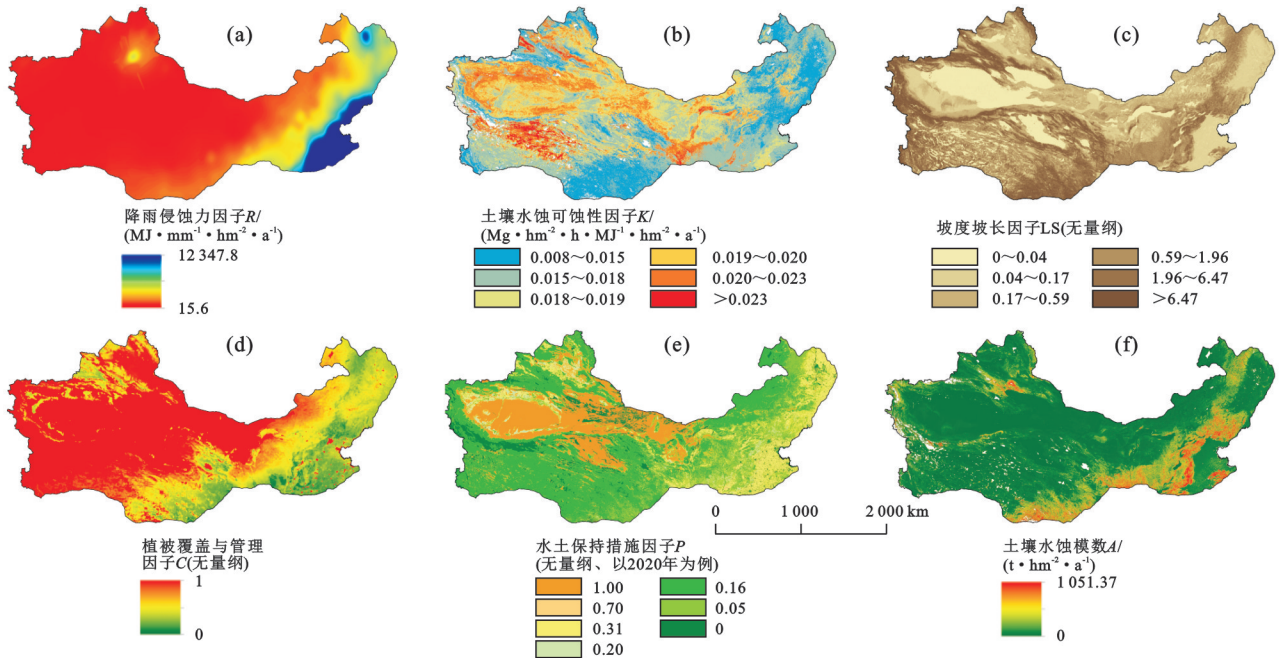 (a)
降雨侵蚀力因子R/
(MJ·mm⁻¹·hm⁻²·a⁻¹)
12 347.8
15.6
(b)
土壤水蚀可蚀性因子K/
(Mg·hm⁻²·h·MJ⁻¹·hm⁻²·a⁻¹)
0.008～0.015
0.015～0.018
0.018～0.019
0.019～0.020
0.020～0.023
＞0.023
(c)
坡度坡长因子LS(无量纲)
0～0.04
0.04～0.17
0.17～0.59
0.59～1.96
1.96～6.47
＞6.47
(d)
植被覆盖与管理
因子C(无量纲)
1
0
(e)
0 1 000 2 000 km
水土保持措施因子P
(无量纲、以2020年为例)
1.00
0.70
0.31
0.20
0.16
0.05
0
(f)
土壤水蚀模数A/
(t·hm⁻²·a⁻¹)
1 051.37
0